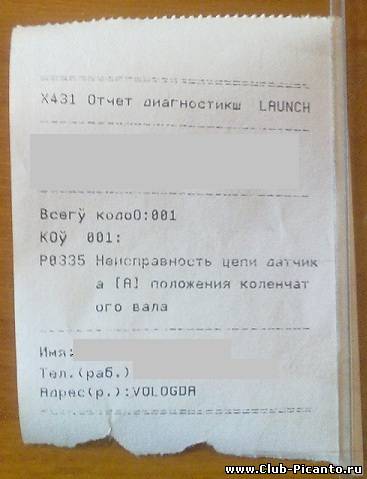 X431 Отчет диагностикш LAUNCH
Всегў кодоО:001
КОў 001:
P0335 Неисправность цепи датчик
а [A] положения коленчат
ого вала
Имя:
Тел.(раб.)
Адрес(р.):VOLOGDA
www.Club-Picanto.ru